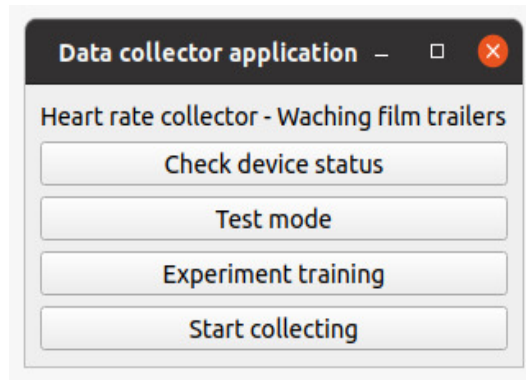 Data collector application
Heart rate collector - Waching film trailers
Check device status
Test mode
Experiment training
Start collecting